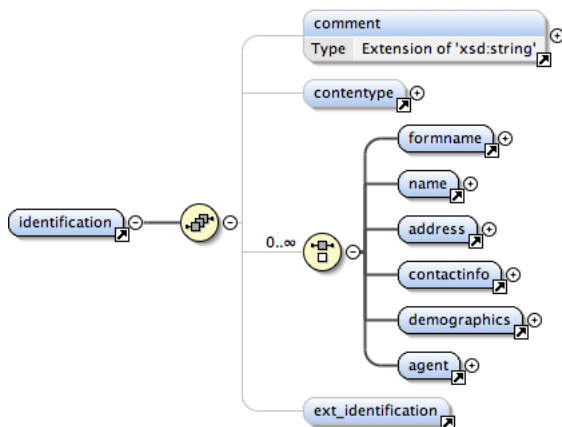 comment
Type Extension of 'xsd:string'
contentype
formname
name
address
identification
0..∞
contactinfo
demographics
agent
ext_identification